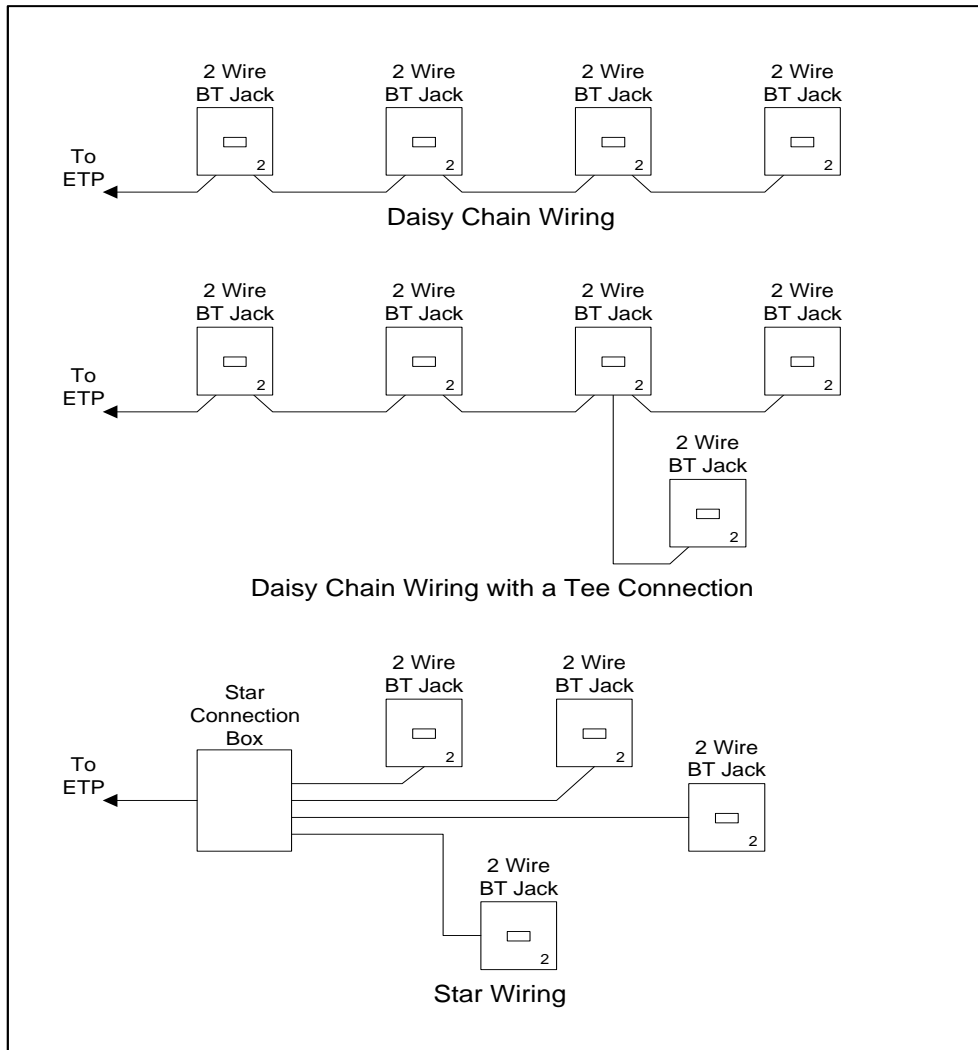 2 Wire
BT Jack
2 Wire
BT Jack
2 Wire
BT Jack
2 Wire
BT Jack
To
ETP
2
2
2
2
Daisy Chain Wiring
2 Wire
BT Jack
2 Wire
BT Jack
2 Wire
BT Jack
2 Wire
BT Jack
To
ETP
2
2
2
2
2 Wire
BT Jack
2
Daisy Chain Wiring with a Tee Connection
2 Wire
BT Jack
2
2 Wire
BT Jack
2
Star
Connection
Box
To
ETP
2 Wire
BT Jack
2
2 Wire
BT Jack
2
Star Wiring